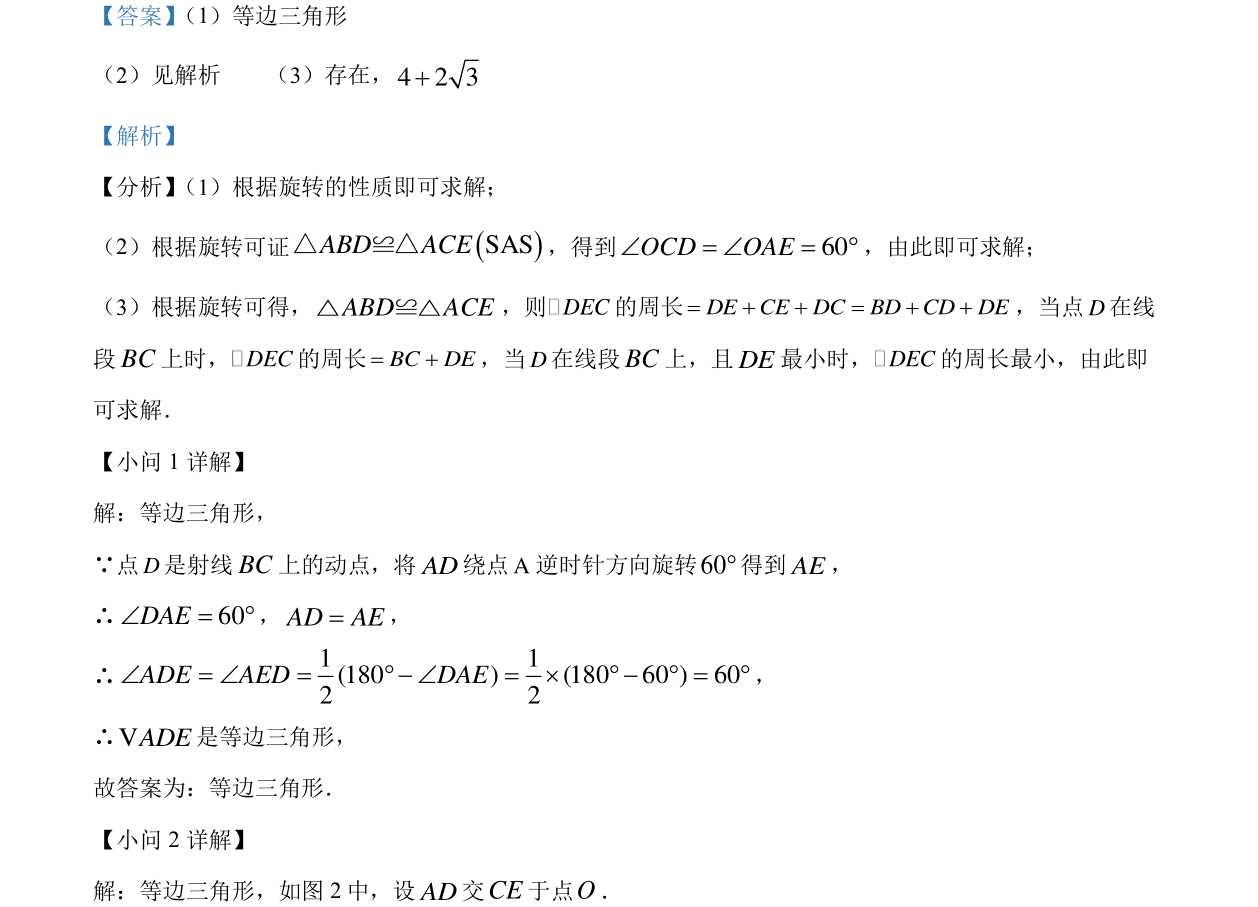 【答案】（1）等边三角形
（2）见解析 （3）存在，4+2√3
【解析】
【分析】（1）根据旋转的性质即可求解；
（2）根据旋转可证△ABD≌△ACE(SAS)，得到∠OCD=∠OAE=60°，由此即可求解；
（3）根据旋转可得，△ABD≌△ACE，则□DEC的周长=DE+CE+DC=BD+CD+DE，当点D在线
段BC上时，□DEC的周长=BC+DE，当D在线段BC上，且DE最小时，□DEC的周长最小，由此即
可求解．
【小问1详解】
解：等边三角形，
∵点D是射线BC上的动点，将AD绕点A逆时针方向旋转60°得到AE，
∴∠DAE=60°，AD=AE，
∴∠ADE=∠AED=1/2(180°−∠DAE)=1/2×(180°−60°)=60°，
∴VADE是等边三角形，
故答案为：等边三角形．
【小问2详解】
解：等边三角形，如图2中，设AD交CE于点O．